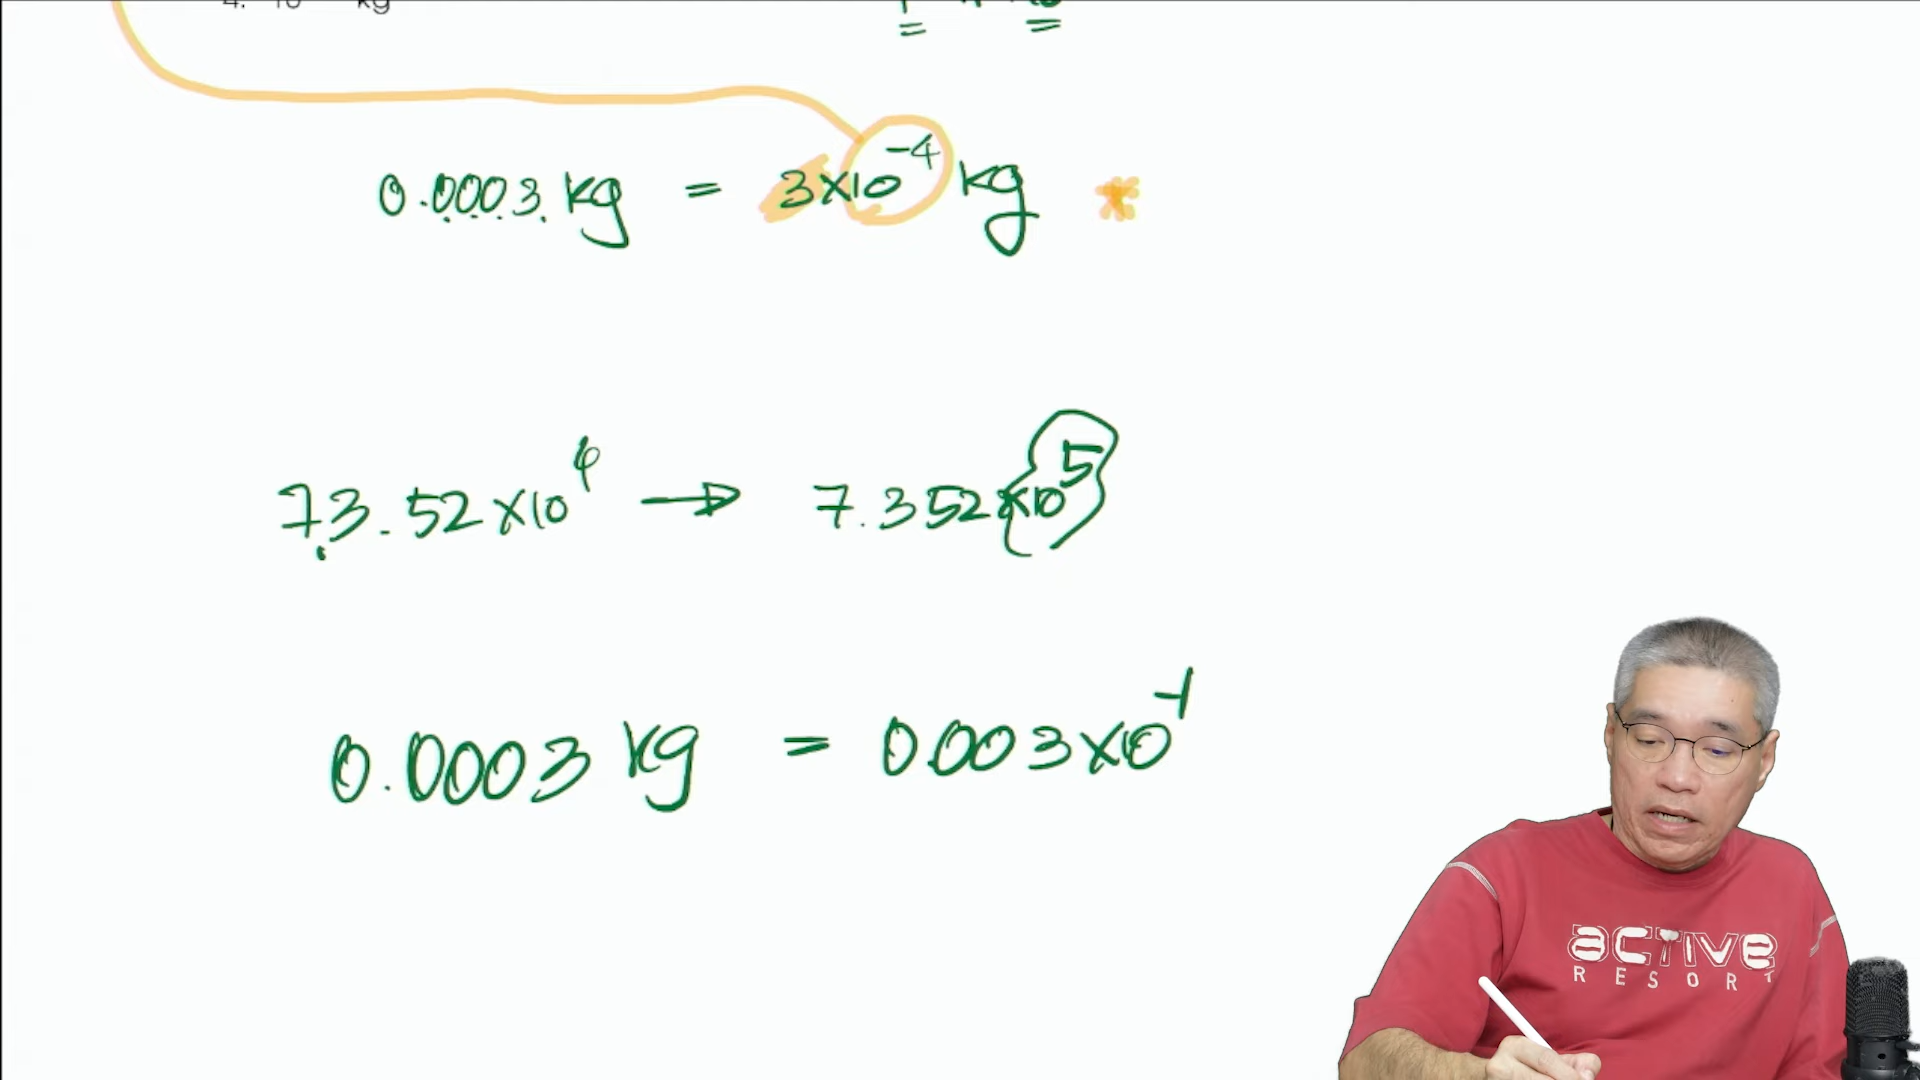 0.0003 kg = 3×10⁻⁴ kg *
73.52×10⁴ → 7.352×10⁵
0.0003 kg = 0.003×10⁻¹
ACTIVE
RESORT